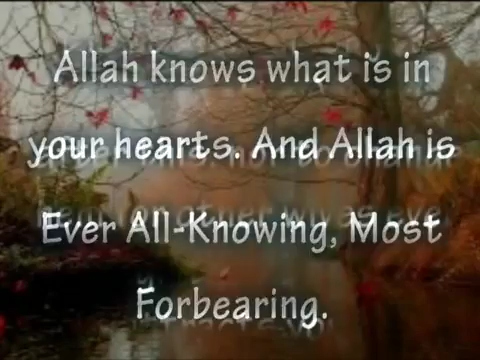 Allah knows what is in
your hearts. And Allah is
Ever All-Knowing, Most
Forbearing.